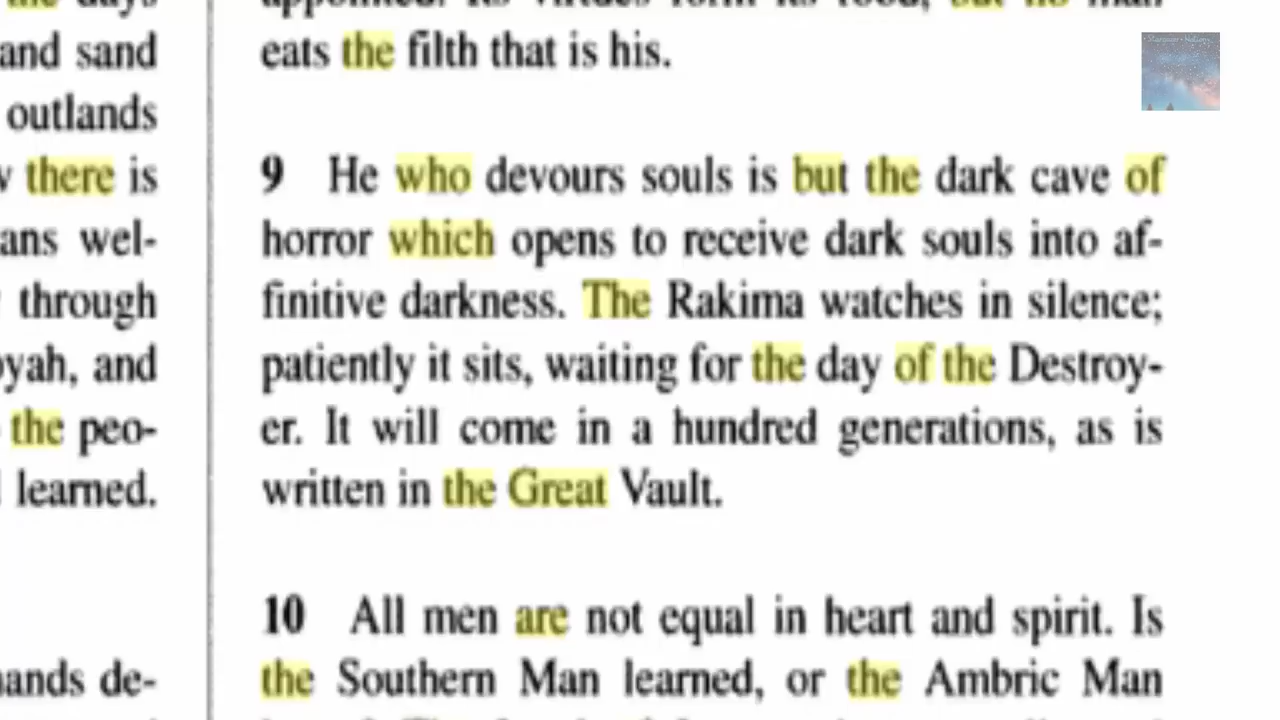 the days
and sand
outlands
there is
ans wel-
through
oyah, and
the peo-
learned.
ands de-
appointed. Its virtues form its food, but no man
eats the filth that is his.
9 He who devours souls is but the dark cave of
horror which opens to receive dark souls into af-
finitive darkness. The Rakima watches in silence;
patiently it sits, waiting for the day of the Destroy-
er. It will come in a hundred generations, as is
written in the Great Vault.
10 All men are not equal in heart and spirit. Is
the Southern Man learned, or the Ambric Man